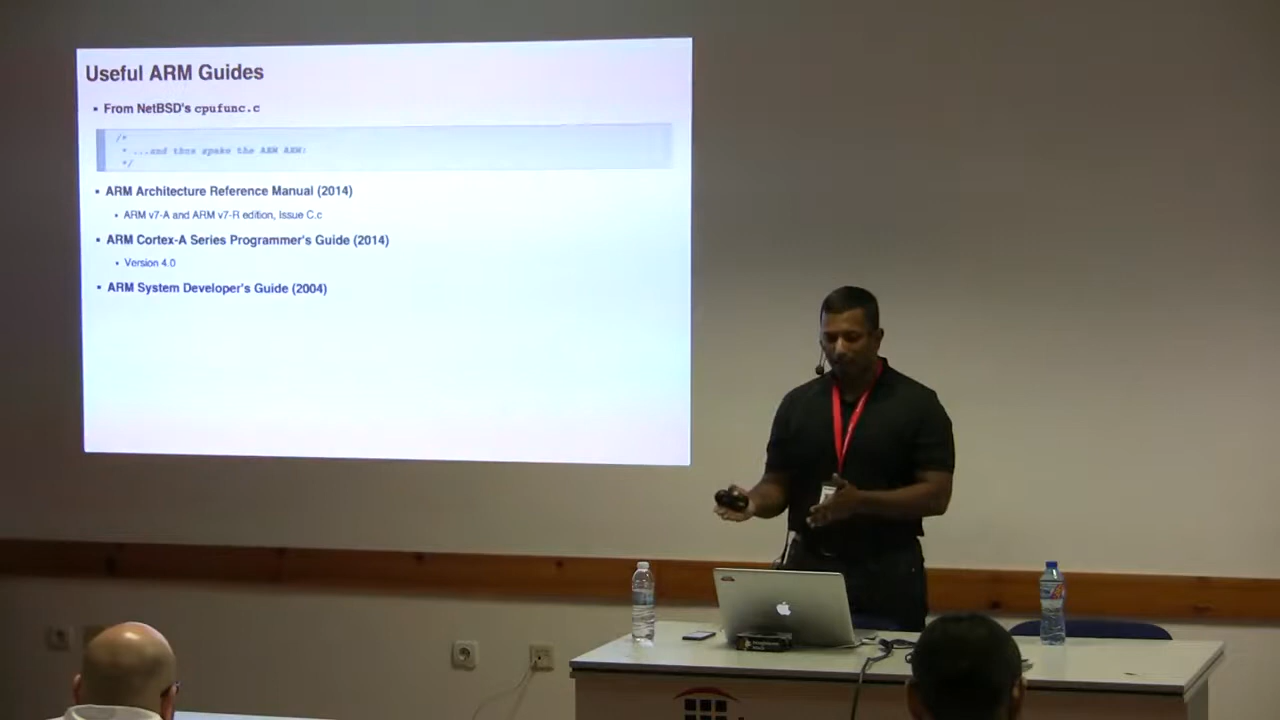 Useful ARM Guides
▪ From NetBSD's cpufunc.c
/*
* ...and thus spake the ARM ARM:
*/
▪ ARM Architecture Reference Manual (2014)
• ARM v7-A and ARM v7-R edition, Issue C.c
▪ ARM Cortex-A Series Programmer's Guide (2014)
• Version 4.0
▪ ARM System Developer's Guide (2004)